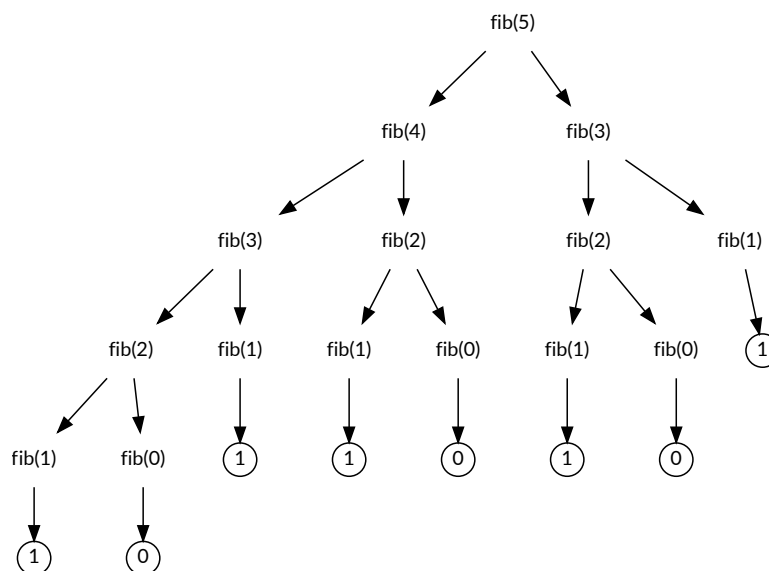 fib(5)
fib(4) fib(3)
fib(3) fib(2) fib(2) fib(1)
fib(2) fib(1) fib(1) fib(0) fib(1) fib(0) 1
fib(1) fib(0) 1 1 0 1 0
1 0